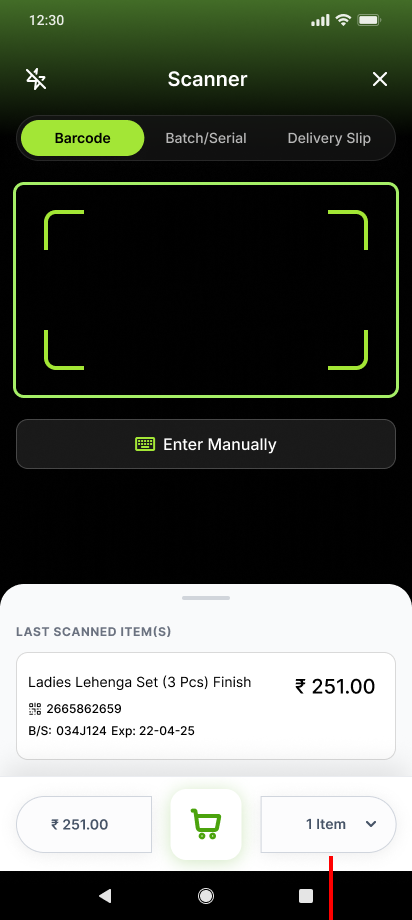 12:30
Scanner
Barcode
Batch/Serial
Delivery Slip
Enter Manually
LAST SCANNED ITEM(S)
Ladies Lehenga Set (3 Pcs) Finish
₹ 251.00
2665862659
B/S: 034J124 Exp: 22-04-25
₹ 251.00
1 Item